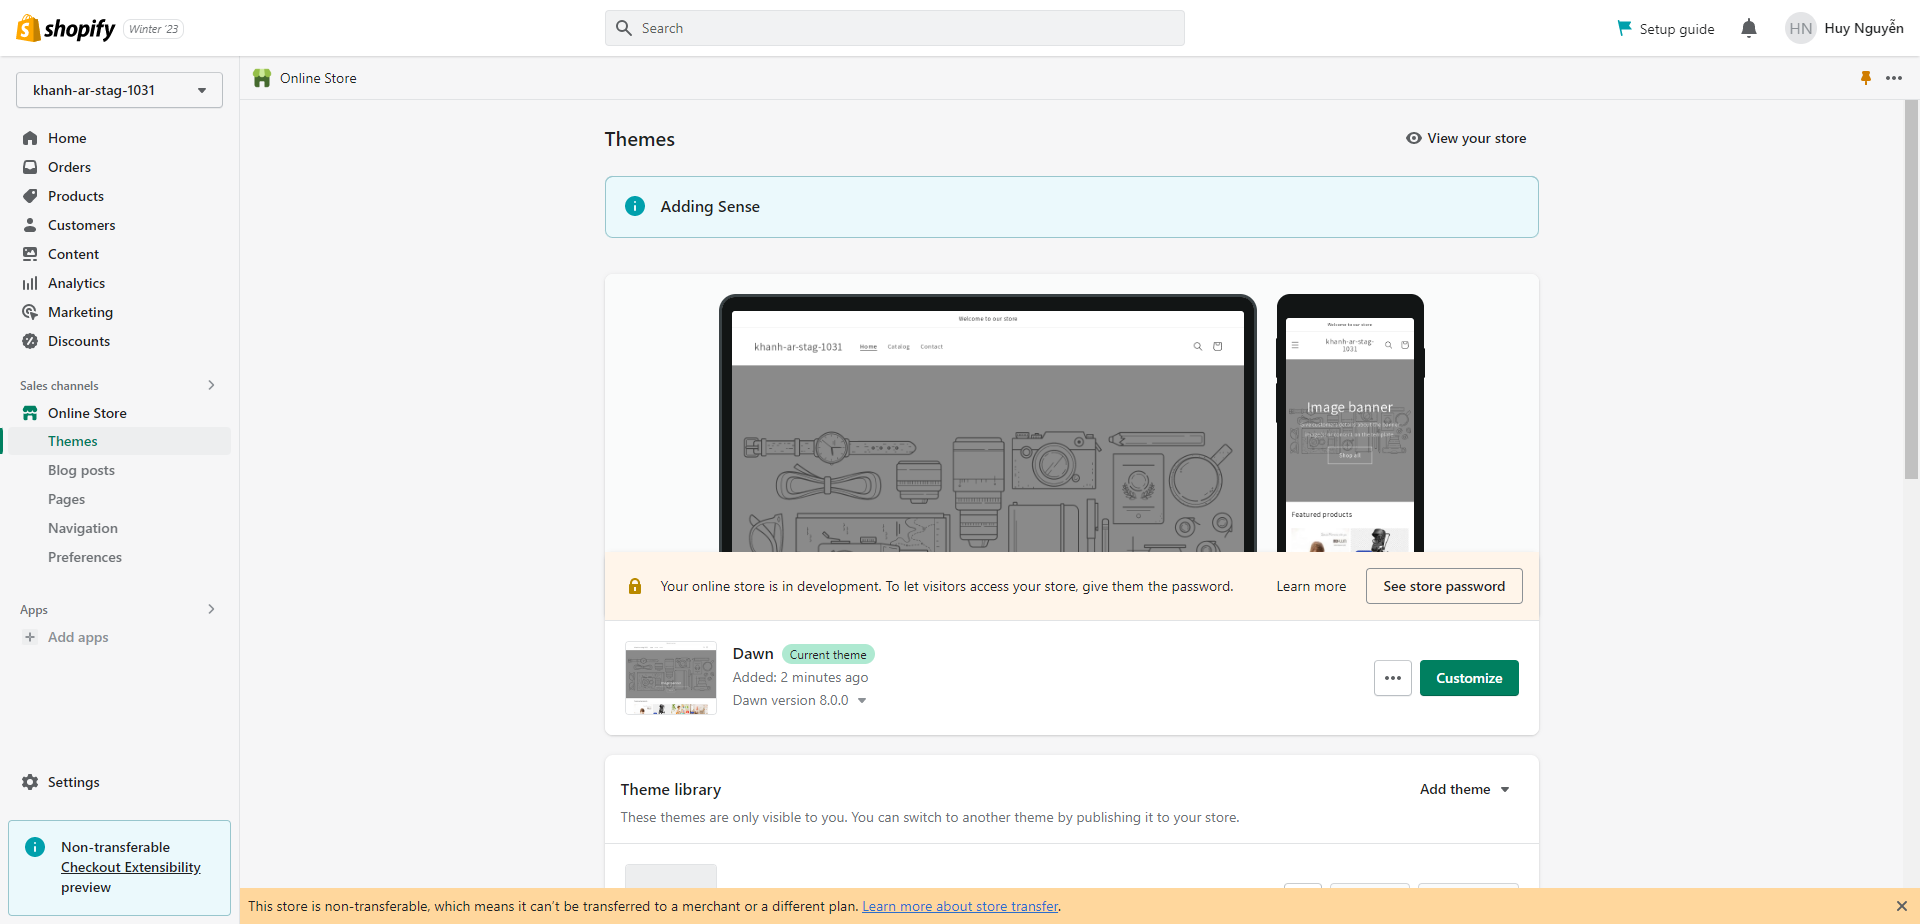 shopify
Winter '23
Search
Setup guide
HN
Huy Nguyễn
khanh-ar-stag-1031
Home
Orders
Products
Customers
Content
Analytics
Marketing
Discounts
Sales channels
Online Store
Themes
Blog posts
Pages
Navigation
Preferences
Apps
Add apps
Settings
Non-transferable
Checkout Extensibility
preview
Online Store
Themes
View your store
Adding Sense
Welcome to our store
khanh-ar-stag-1031
Home
Catalog
Contact
Welcome to our store
khanh-ar-stag-
1031
Image banner
Shop all
Featured products
Your online store is in development. To let visitors access your store, give them the password.
Learn more
See store password
Dawn
Current theme
Added: 2 minutes ago
Dawn version 8.0.0
Customize
Theme library
Add theme
These themes are only visible to you. You can switch to another theme by publishing it to your store.
This store is non-transferable, which means it can't be transferred to a merchant or a different plan. Learn more about store transfer.